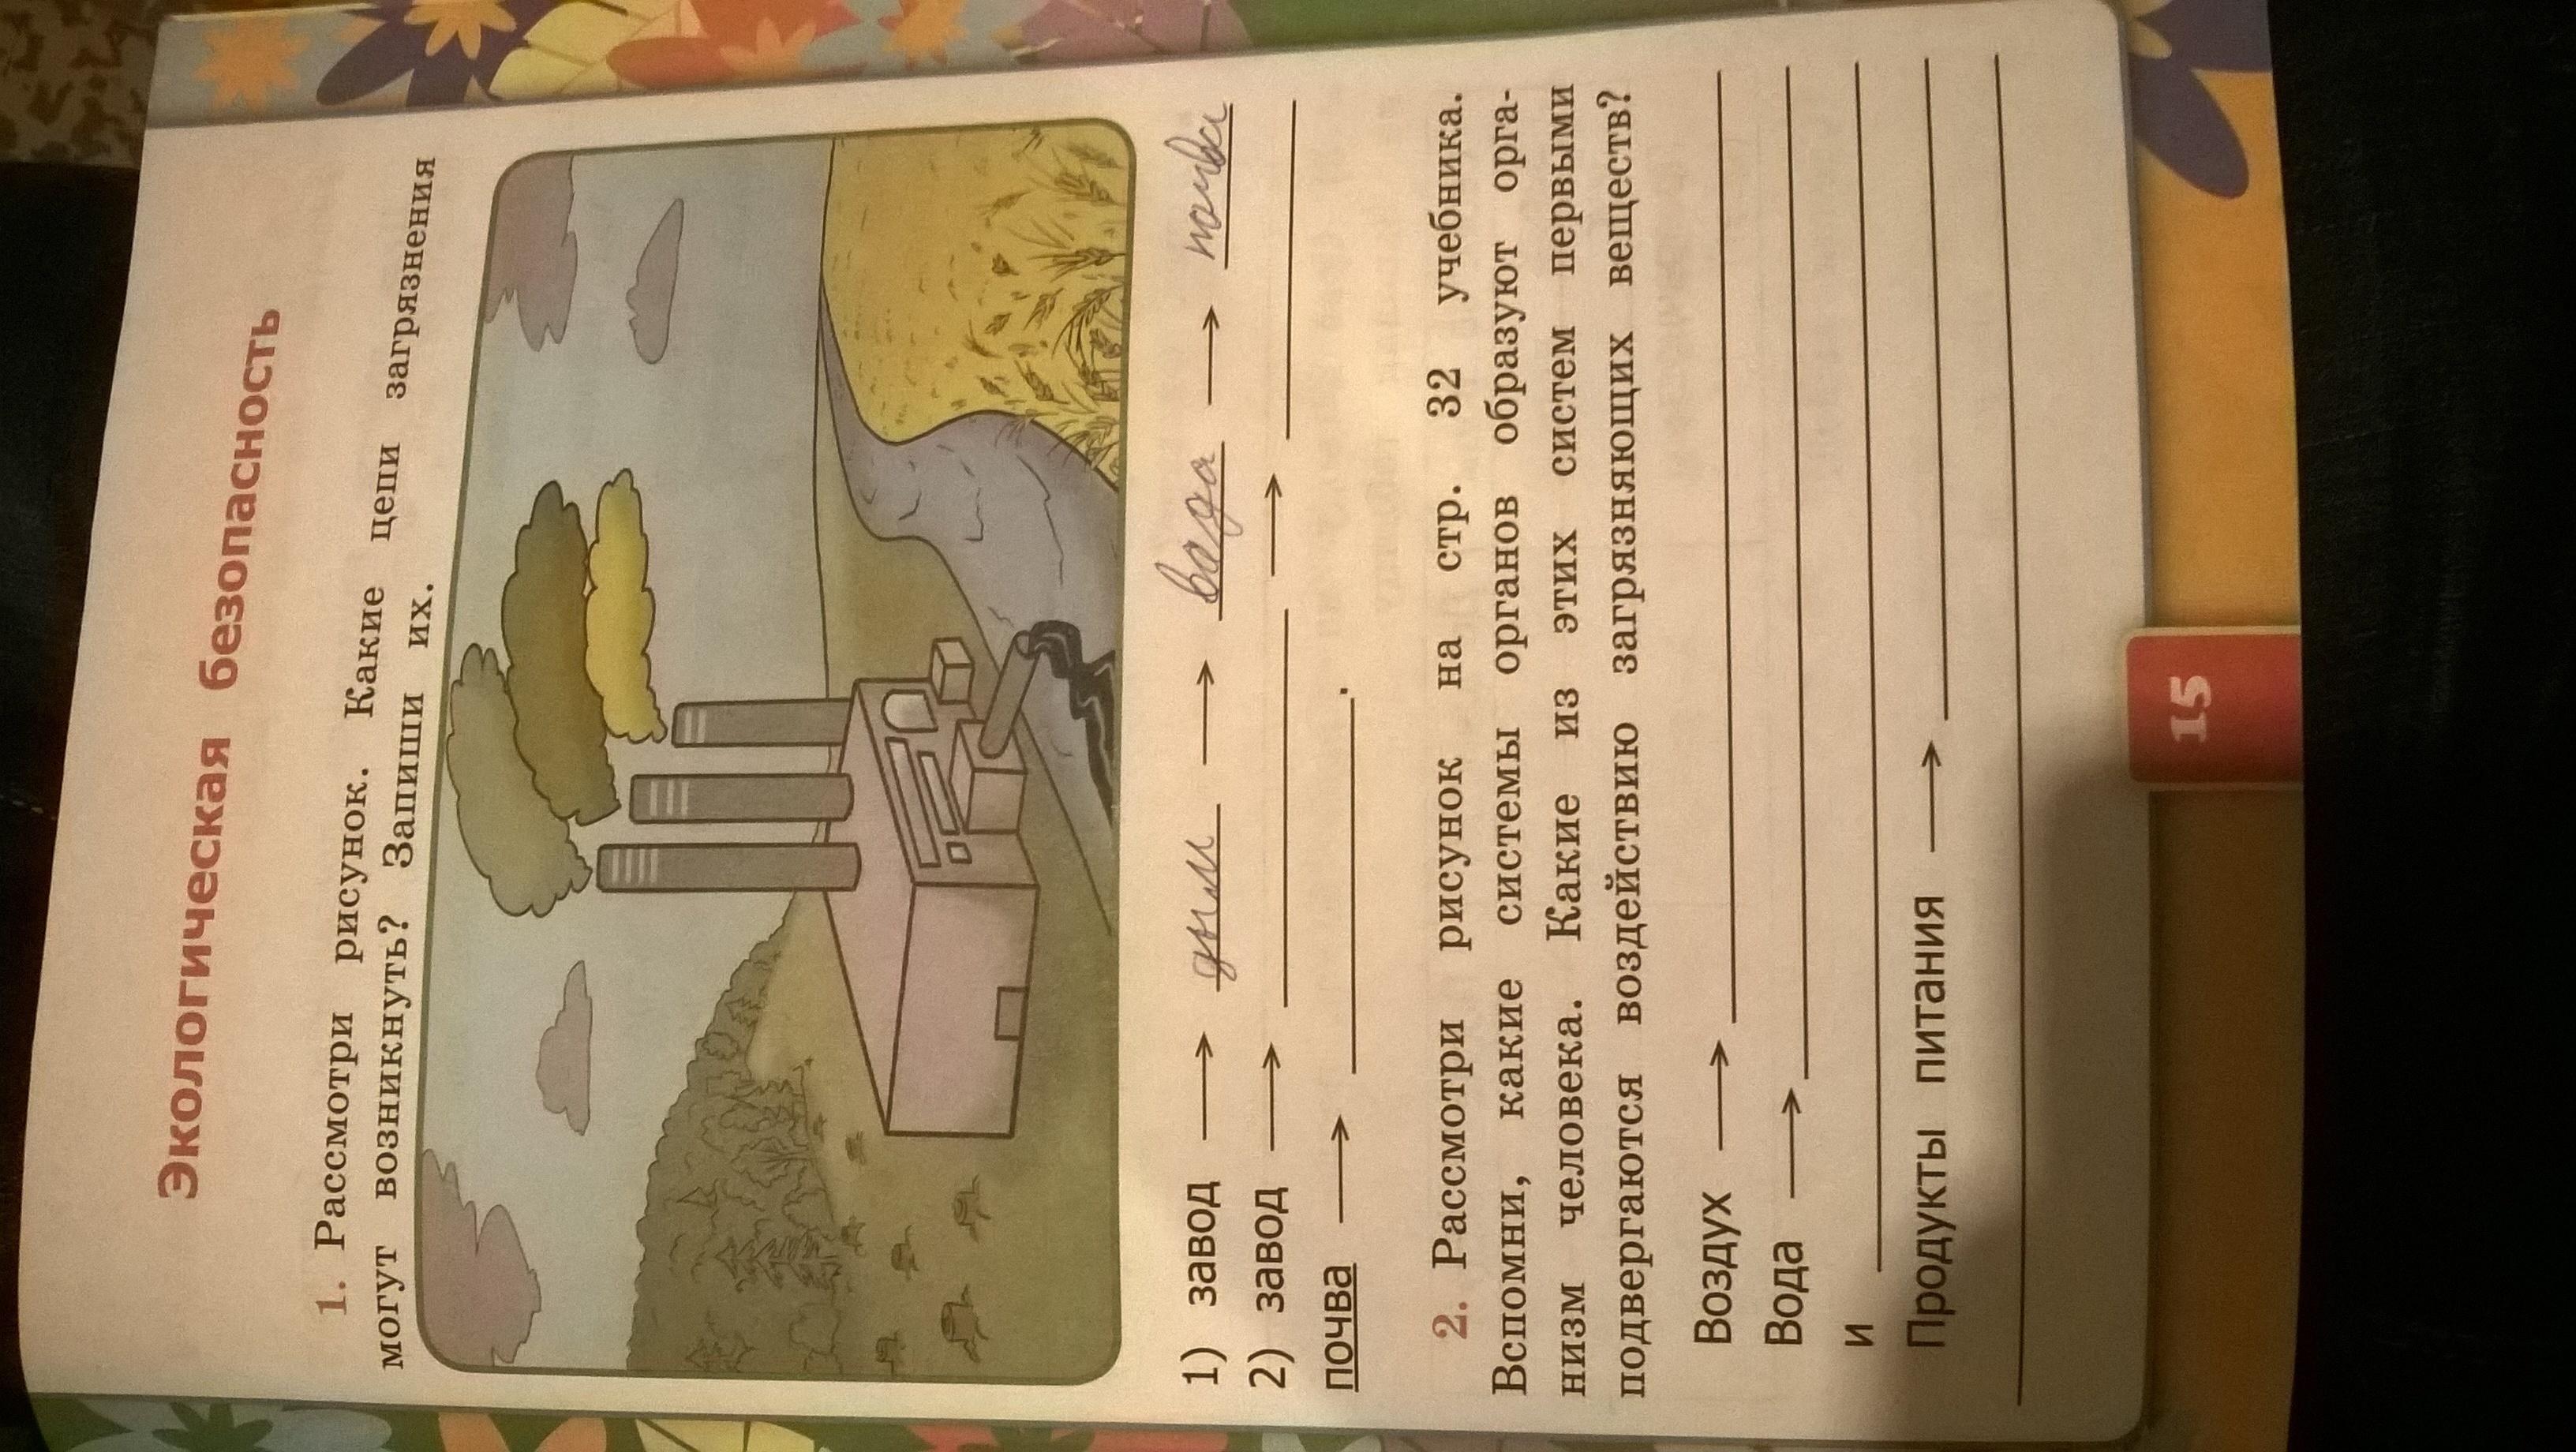 Экологическая безопасность
1. Рассмотри рисунок. Какие цепи загрязнения
могут возникнуть? Запиши их.
1) завод → дым → вода → почва
2) завод → →
почва → .
2. Рассмотри рисунок на стр. 32 учебника.
Вспомни, какие системы органов образуют орга-
низм человека. Какие из этих систем первыми
подвергаются воздействию загрязняющих веществ?
Воздух →
Вода →
и
Продукты питания →
15